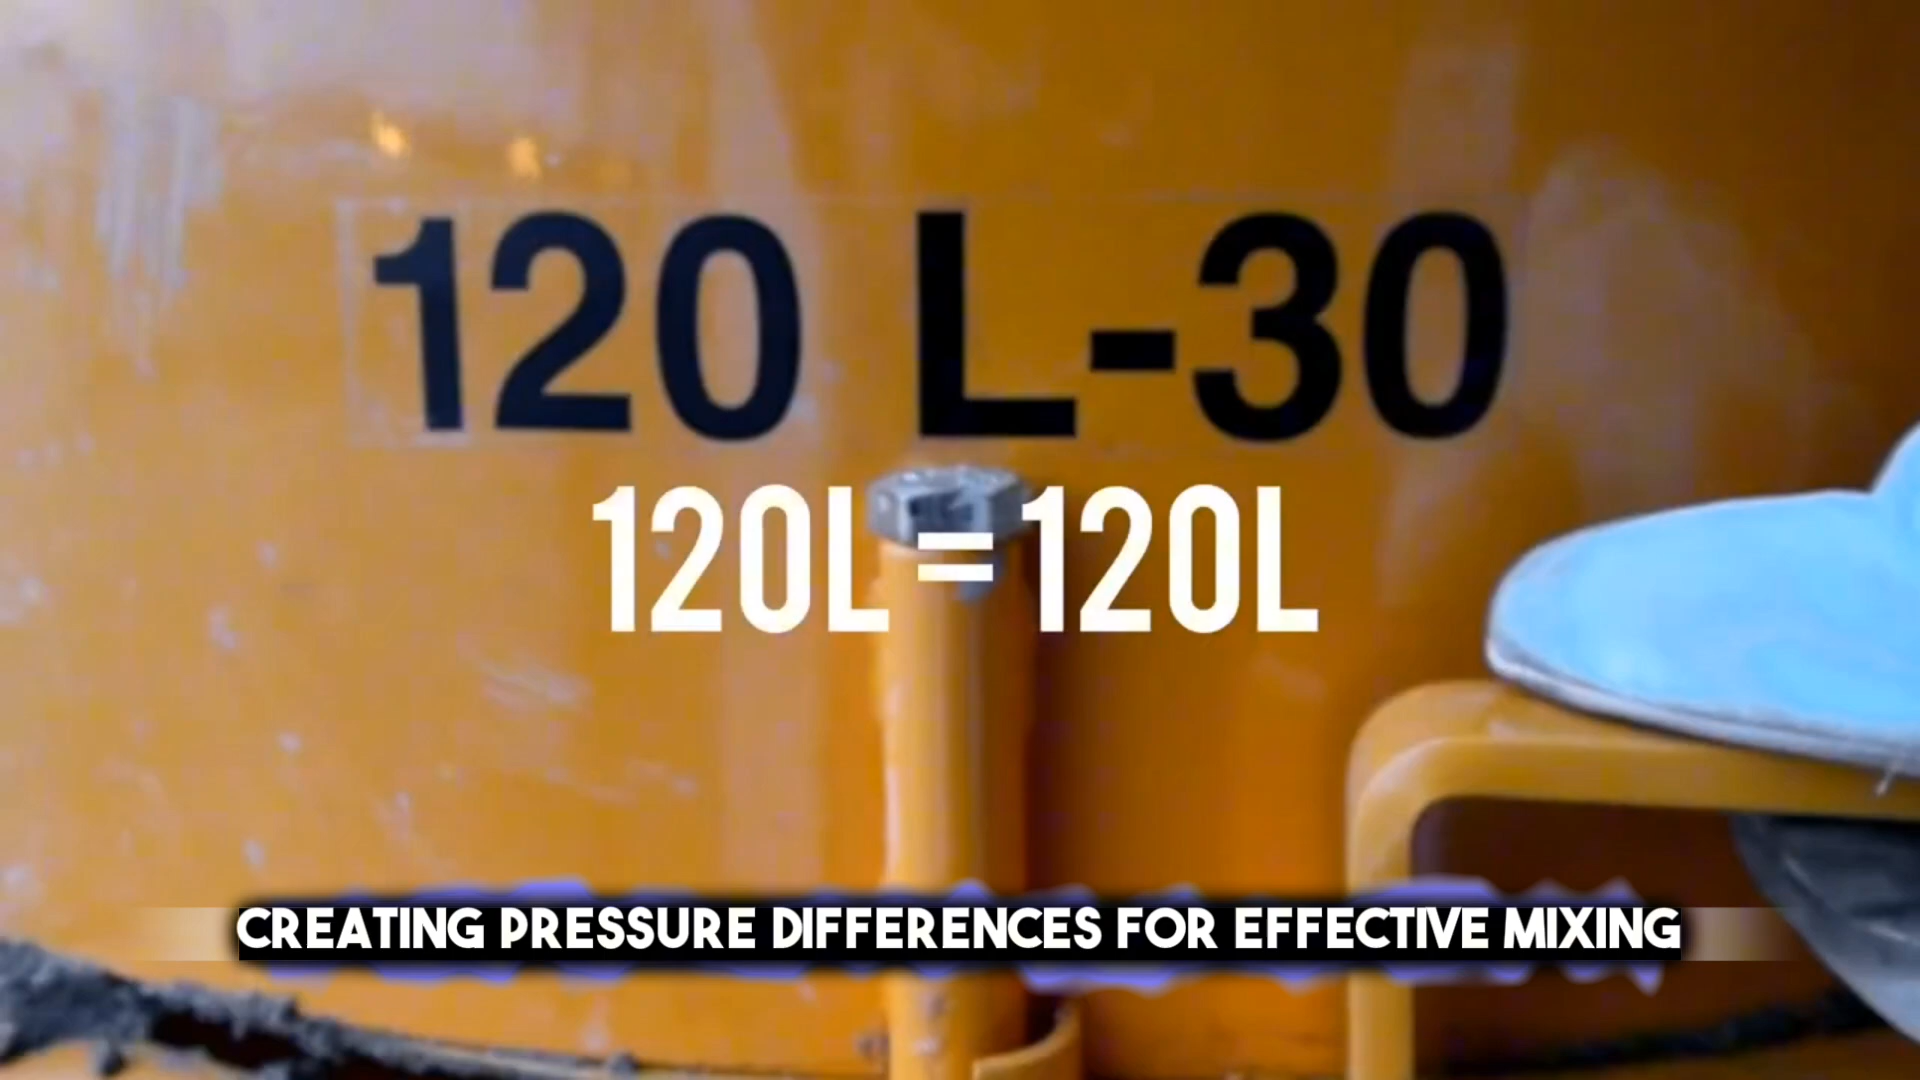 120 L-30
120L = 120L
CREATING PRESSURE DIFFERENCES FOR EFFECTIVE MIXING